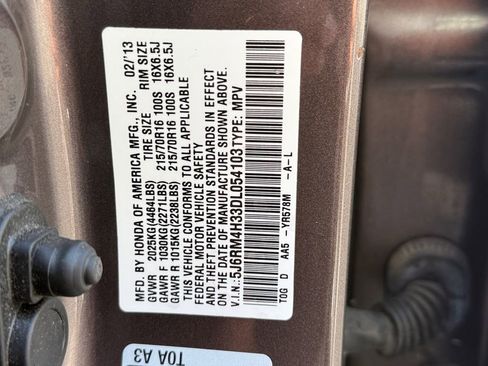 MFD. BY HONDA OF AMERICA MFG., INC. 02/13
TIRE SIZE RIM SIZE
GVWR 2025KG(4464LBS)
GAWR F 1030KG(2271LBS) 215/70R16 100S 16X6.5J
GAWR R 1015KG(2238LBS) 215/70R16 100S 16X6.5J
THIS VEHICLE CONFORMS TO ALL APPLICABLE
FEDERAL MOTOR VEHICLE SAFETY
AND THEFT PREVENTION STANDARDS IN EFFECT
ON THE DATE OF MANUFACTURE SHOWN ABOVE.
V.I.N.: 5J6RM4H33DL054103 TYPE: MPV
TOG D AA5 -YR578M -A-L
TOA A3